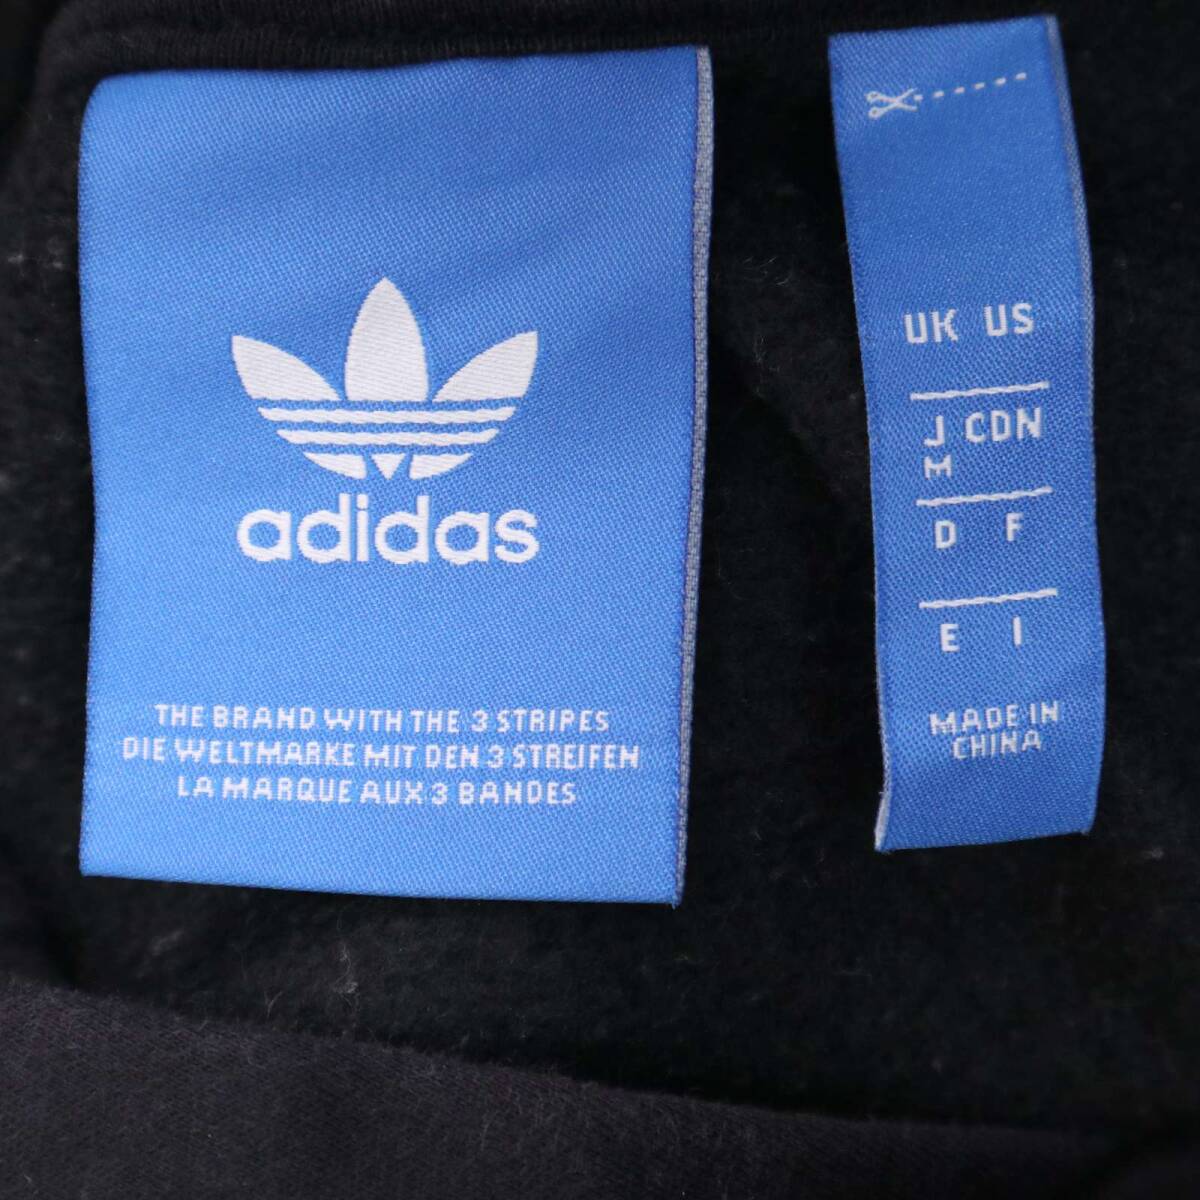 adidas
THE BRAND WITH THE 3 STRIPES
DIE WELTMARKE MIT DEN 3 STREIFEN
LA MARQUE AUX 3 BANDES
UK US
J CDN
M
D F
E I
MADE IN
CHINA